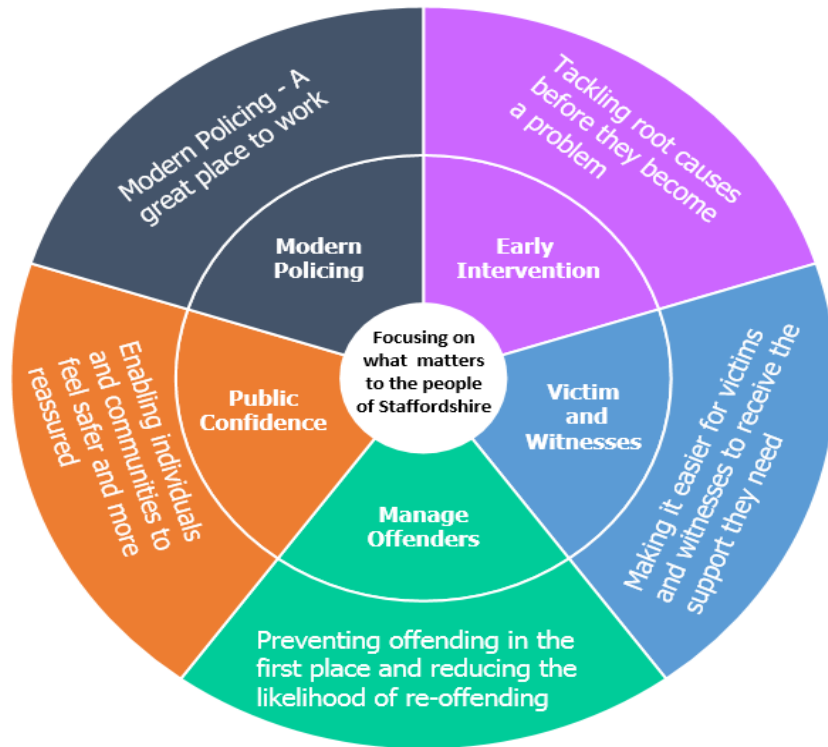 Modern Policing - A
great place to work
Tackling root causes
before they become
a problem
Modern
Policing
Early
Intervention
Focusing on
what matters
to the people
of Staffordshire
Public
Confidence
Victim
and
Witnesses
Enabling individuals
and communities to
feel safer and more
reassured
Making it easier for victims
and witnesses to receive the
support they need
Manage
Offenders
Preventing offending in the
first place and reducing the
likelihood of re-offending